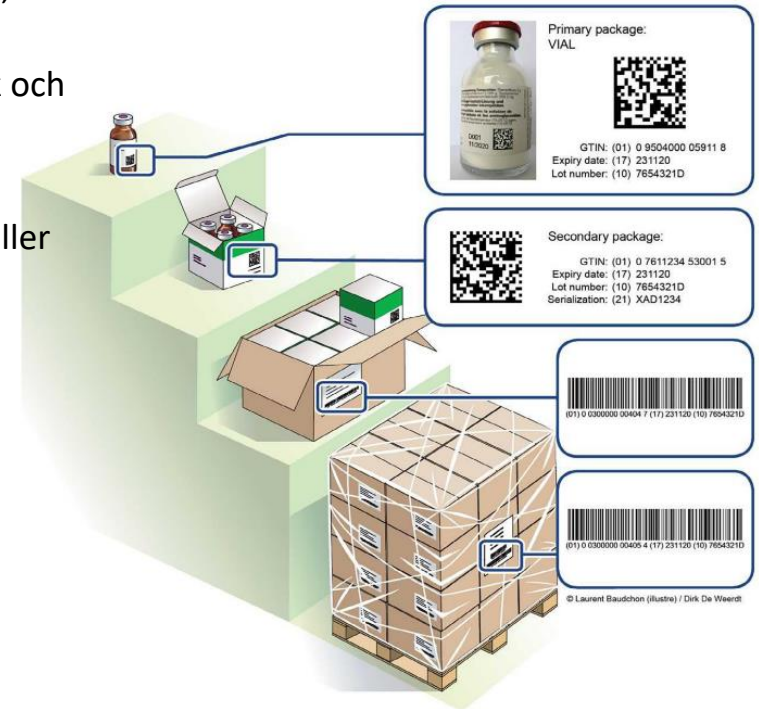 och
ller
Primary package:
VIAL
D001
11/2020
GTIN: (01) 0 9504000 05911 8
Expiry date: (17) 231120
Lot number: (10) 7654321D
Secondary package:
GTIN: (01) 0 7611234 53001 5
Expiry date: (17) 231120
Lot number: (10) 7654321D
Serialization: (21) XAD1234
(01) 0 0300000 00404 7 (17) 231120 (10) 7654321D
(01) 0 0300000 00405 4 (17) 231120 (10) 7654321D
© Laurent Baudchon (illustre) / Dirk De Weerdt